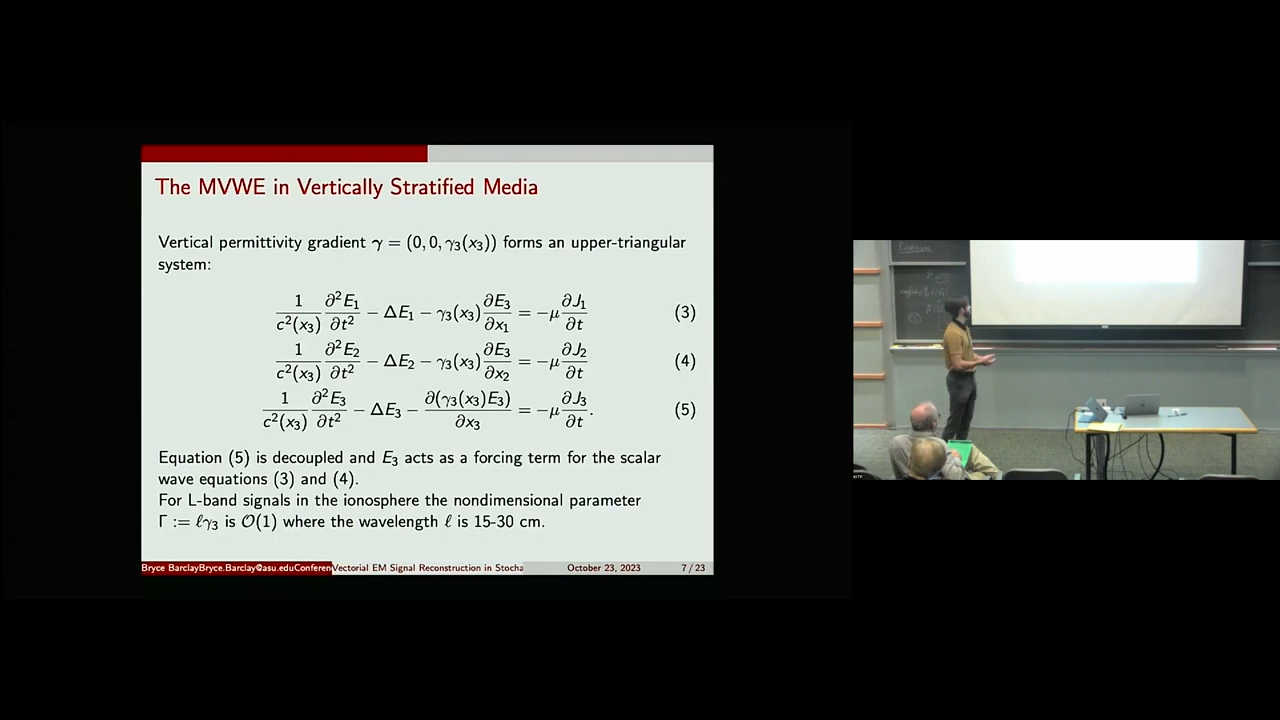 The MVWE in Vertically Stratified Media
Vertical permittivity gradient γ = (0, 0, γ₃(x₃)) forms an upper-triangular
system:
1/c²(x₃) ∂²E₁/∂t² − ΔE₁ − γ₃(x₃) ∂E₃/∂x₁ = −μ ∂J₁/∂t (3)
1/c²(x₃) ∂²E₂/∂t² − ΔE₂ − γ₃(x₃) ∂E₃/∂x₂ = −μ ∂J₂/∂t (4)
1/c²(x₃) ∂²E₃/∂t² − ΔE₃ − ∂(γ₃(x₃)E₃)/∂x₃ = −μ ∂J₃/∂t. (5)
Equation (5) is decoupled and E₃ acts as a forcing term for the scalar
wave equations (3) and (4).
For L-band signals in the ionosphere the nondimensional parameter
Γ := ℓγ₃ is O(1) where the wavelength ℓ is 15-30 cm.
Bryce BarclayBryce.Barclay@asu.eduConferen Vectorial EM Signal Reconstruction in Stocha October 23, 2023 7 / 23